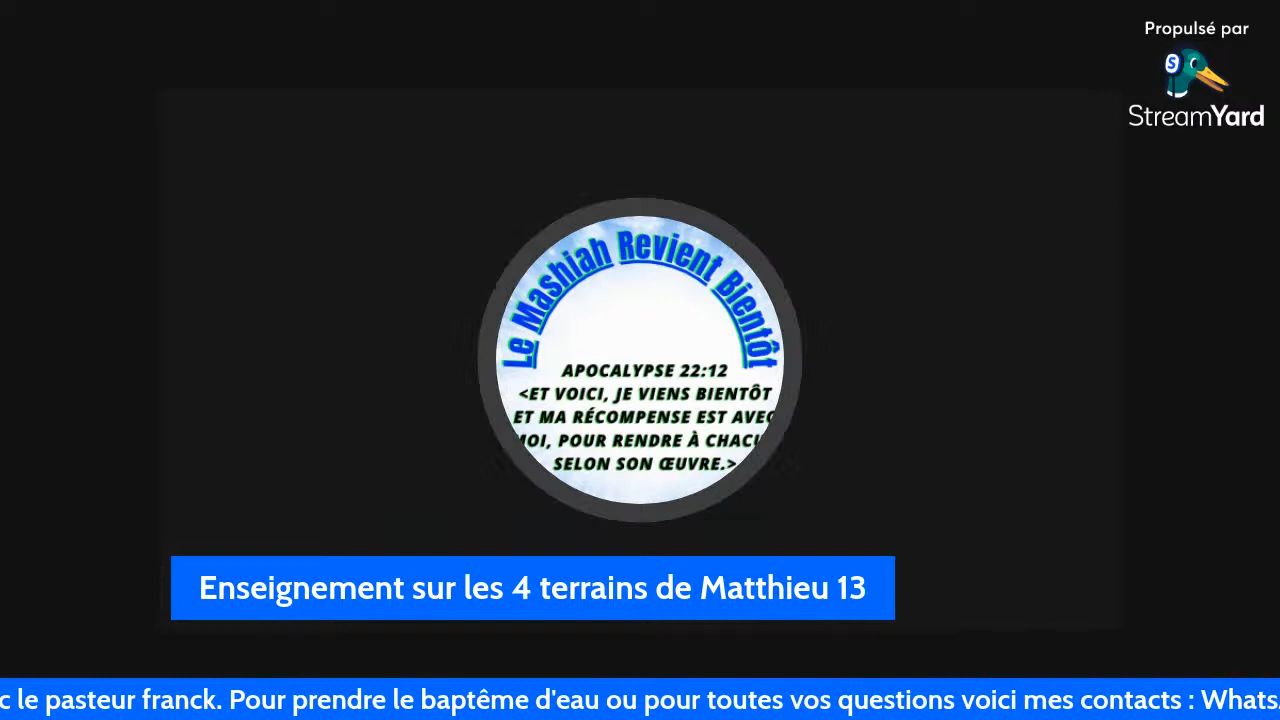 Propulsé par
StreamYard
Le Mashiah Revient Bientôt
APOCALYPSE 22:12
<ET VOICI, JE VIENS BIENTÔT
ET MA RÉCOMPENSE EST AVEC
MOI, POUR RENDRE À CHACU
SELON SON ŒUVRE.>
Enseignement sur les 4 terrains de Matthieu 13
c le pasteur franck. Pour prendre le baptême d'eau ou pour toutes vos questions voici mes contacts : Whats